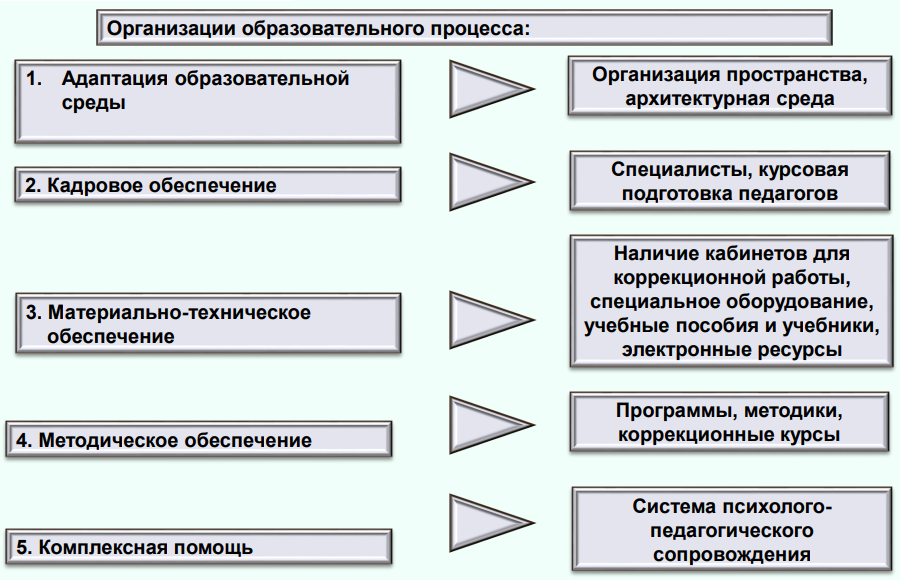 Организации образовательного процесса:
1. Адаптация образовательной
среды
Организация пространства,
архитектурная среда
2. Кадровое обеспечение
Специалисты, курсовая
подготовка педагогов
3. Материально-техническое
обеспечение
Наличие кабинетов для
коррекционной работы,
специальное оборудование,
учебные пособия и учебники,
электронные ресурсы
4. Методическое обеспечение
Программы, методики,
коррекционные курсы
5. Комплексная помощь
Система психолого-
педагогического
сопровождения